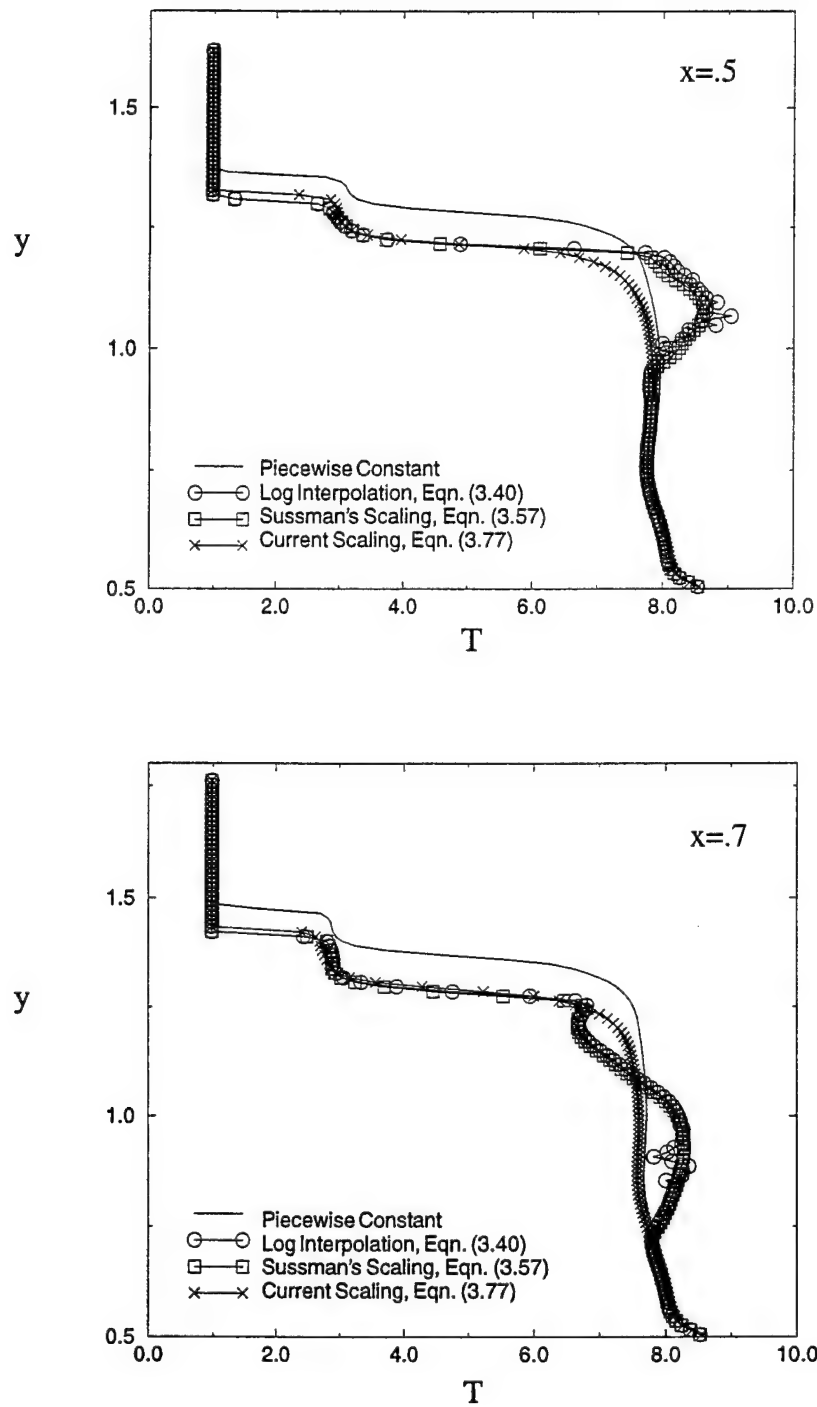 x=.5
1.5
y
1.0
Piecewise Constant
Log Interpolation, Eqn. (3.40)
Sussman's Scaling, Eqn. (3.57)
Current Scaling, Eqn. (3.77)
0.5
0.0 2.0 4.0 6.0 8.0 10.0
T
x=.7
1.5
y
1.0
Piecewise Constant
Log Interpolation, Eqn. (3.40)
Sussman's Scaling, Eqn. (3.57)
Current Scaling, Eqn. (3.77)
0.5
0.0 2.0 4.0 6.0 8.0 10.0
T